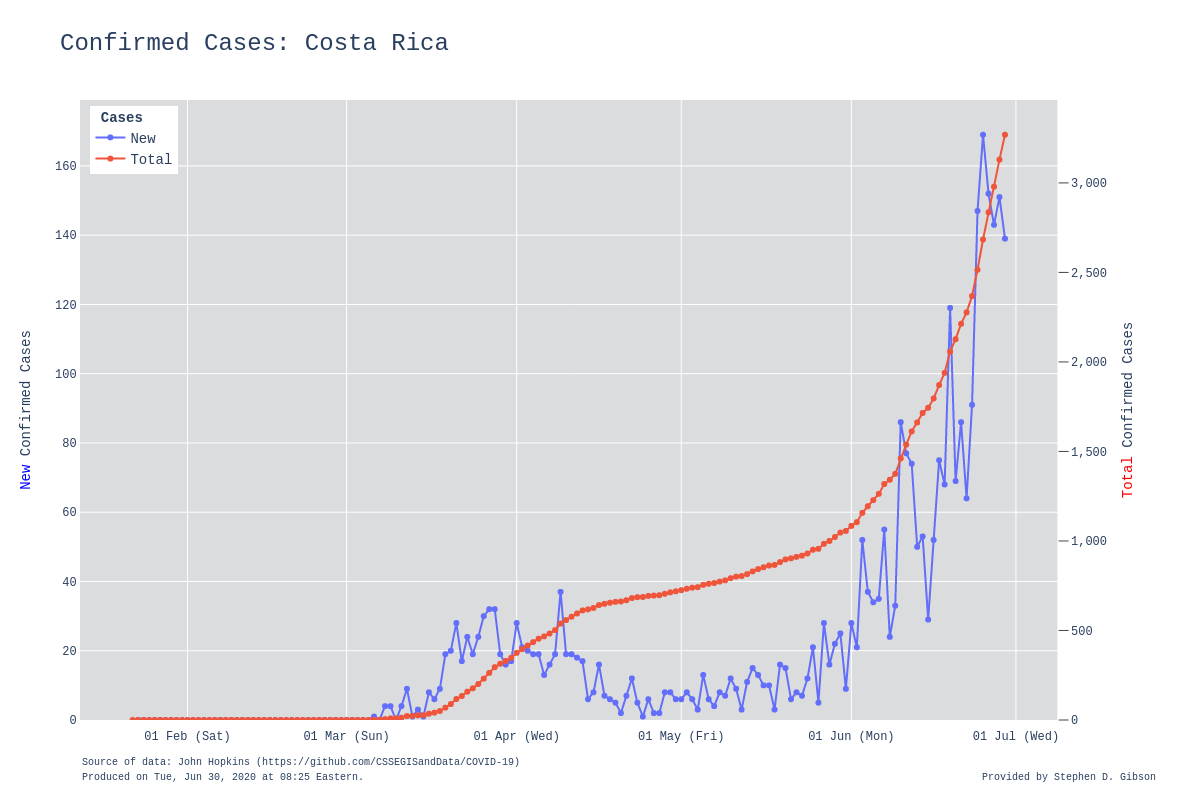 Confirmed Cases: Costa Rica
Cases
New
Total
160
140
120
100
80
60
40
20
0
3,000
2,500
2,000
1,500
1,000
500
0
New Confirmed Cases
Total Confirmed Cases
01 Feb (Sat)
01 Mar (Sun)
01 Apr (Wed)
01 May (Fri)
01 Jun (Mon)
01 Jul (Wed)
Source of data: John Hopkins (https://github.com/CSSEGISandData/COVID-19)
Produced on Tue, Jun 30, 2020 at 08:25 Eastern.
Provided by Stephen D. Gibson